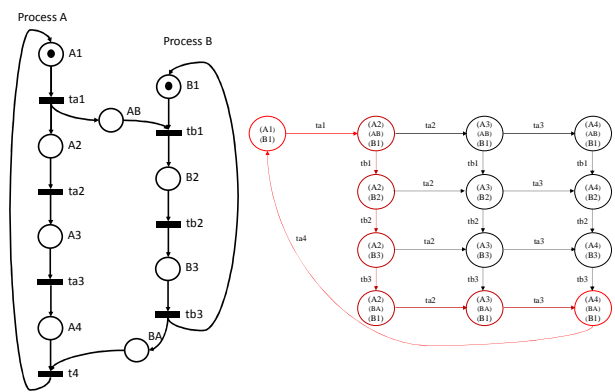 Process A
Process B
A1
ta1
AB
A2
ta2
A3
ta3
A4
t4
B1
tb1
B2
tb2
B3
tb3
BA
(A1)
(B1)
ta1
(A2)
(AB)
(B1)
ta2
(A3)
(AB)
(B1)
ta3
(A4)
(AB)
(B1)
tb1
tb1
tb1
(A2)
(B2)
ta2
(A3)
(B2)
ta3
(A4)
(B2)
tb2
tb2
tb2
ta4
(A2)
(B3)
ta2
(A3)
(B3)
ta3
(A4)
(B3)
tb3
tb3
tb3
(A2)
(BA)
(B1)
ta2
(A3)
(BA)
(B1)
ta3
(A4)
(BA)
(B1)